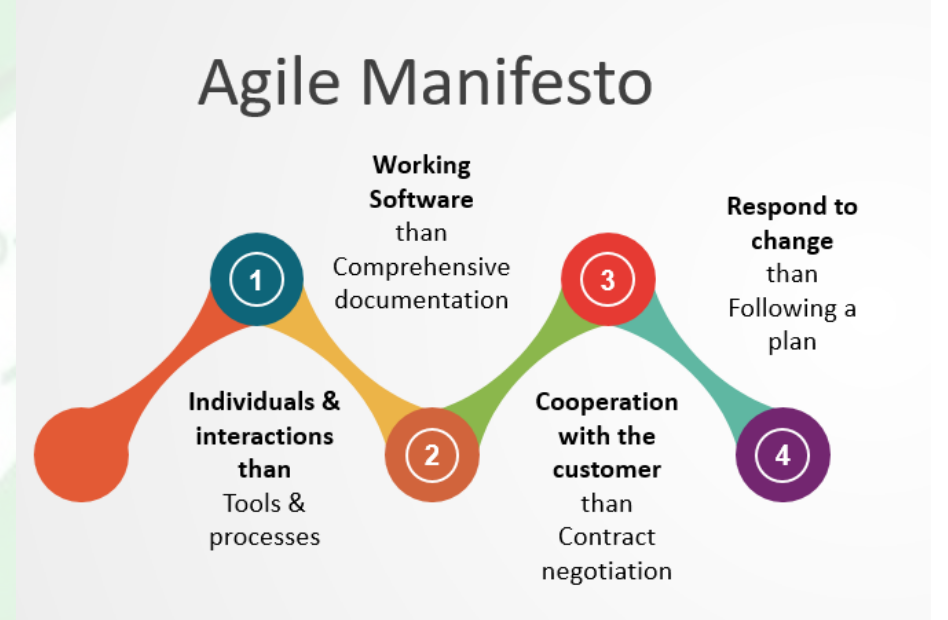 Agile Manifesto
1
Individuals &
interactions
than
Tools &
processes
2
Working
Software
than
Comprehensive
documentation
3
Cooperation
with the
customer
than
Contract
negotiation
4
Respond to
change
than
Following a
plan